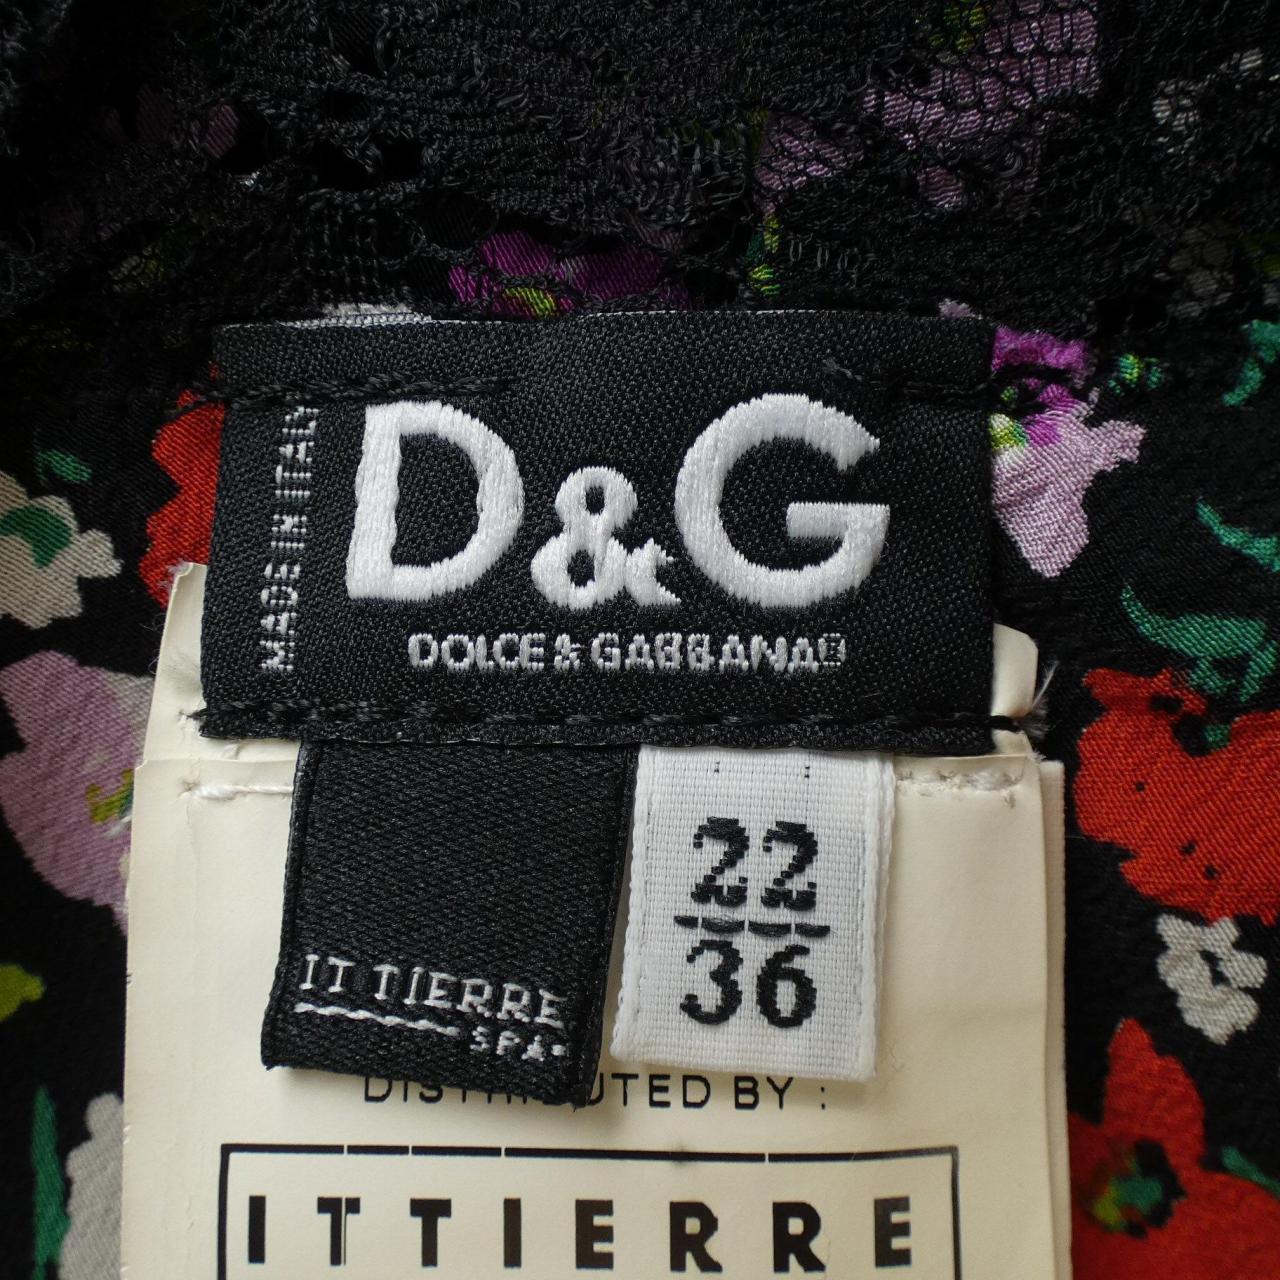 MADE IN ITALY
D&G
DOLCE & GABBANA®
IT TIERRE
SPA
22
36
DISTRIBUTED BY :
ITTIERRE